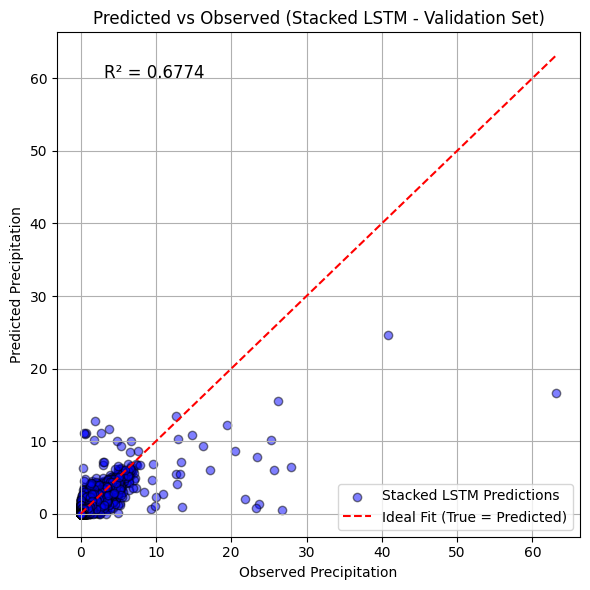 Predicted vs Observed (Stacked LSTM - Validation Set)
R² = 0.6774
60
50
40
30
20
10
0
Predicted Precipitation
Stacked LSTM Predictions
Ideal Fit (True = Predicted)
0 10 20 30 40 50 60
Observed Precipitation